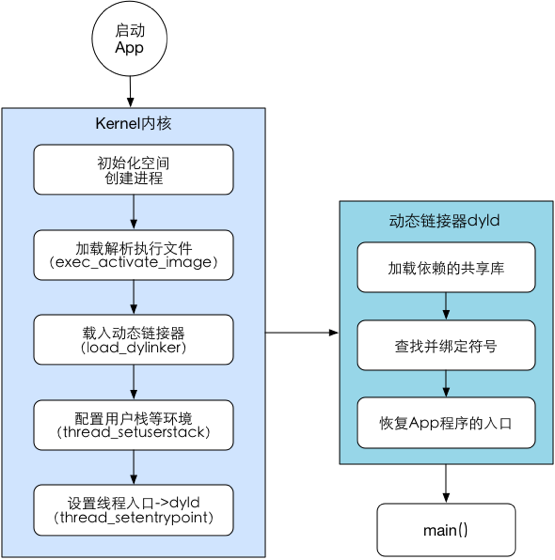 启动
App
Kernel内核
初始化空间
创建进程
加载解析执行文件
(exec_activate_image)
载入动态链接器
(load_dylinker)
配置用户栈等环境
(thread_setuserstack)
设置线程入口->dyld
(thread_setentrypoint)
动态链接器dyld
加载依赖的共享库
查找并绑定符号
恢复App程序的入口
main()